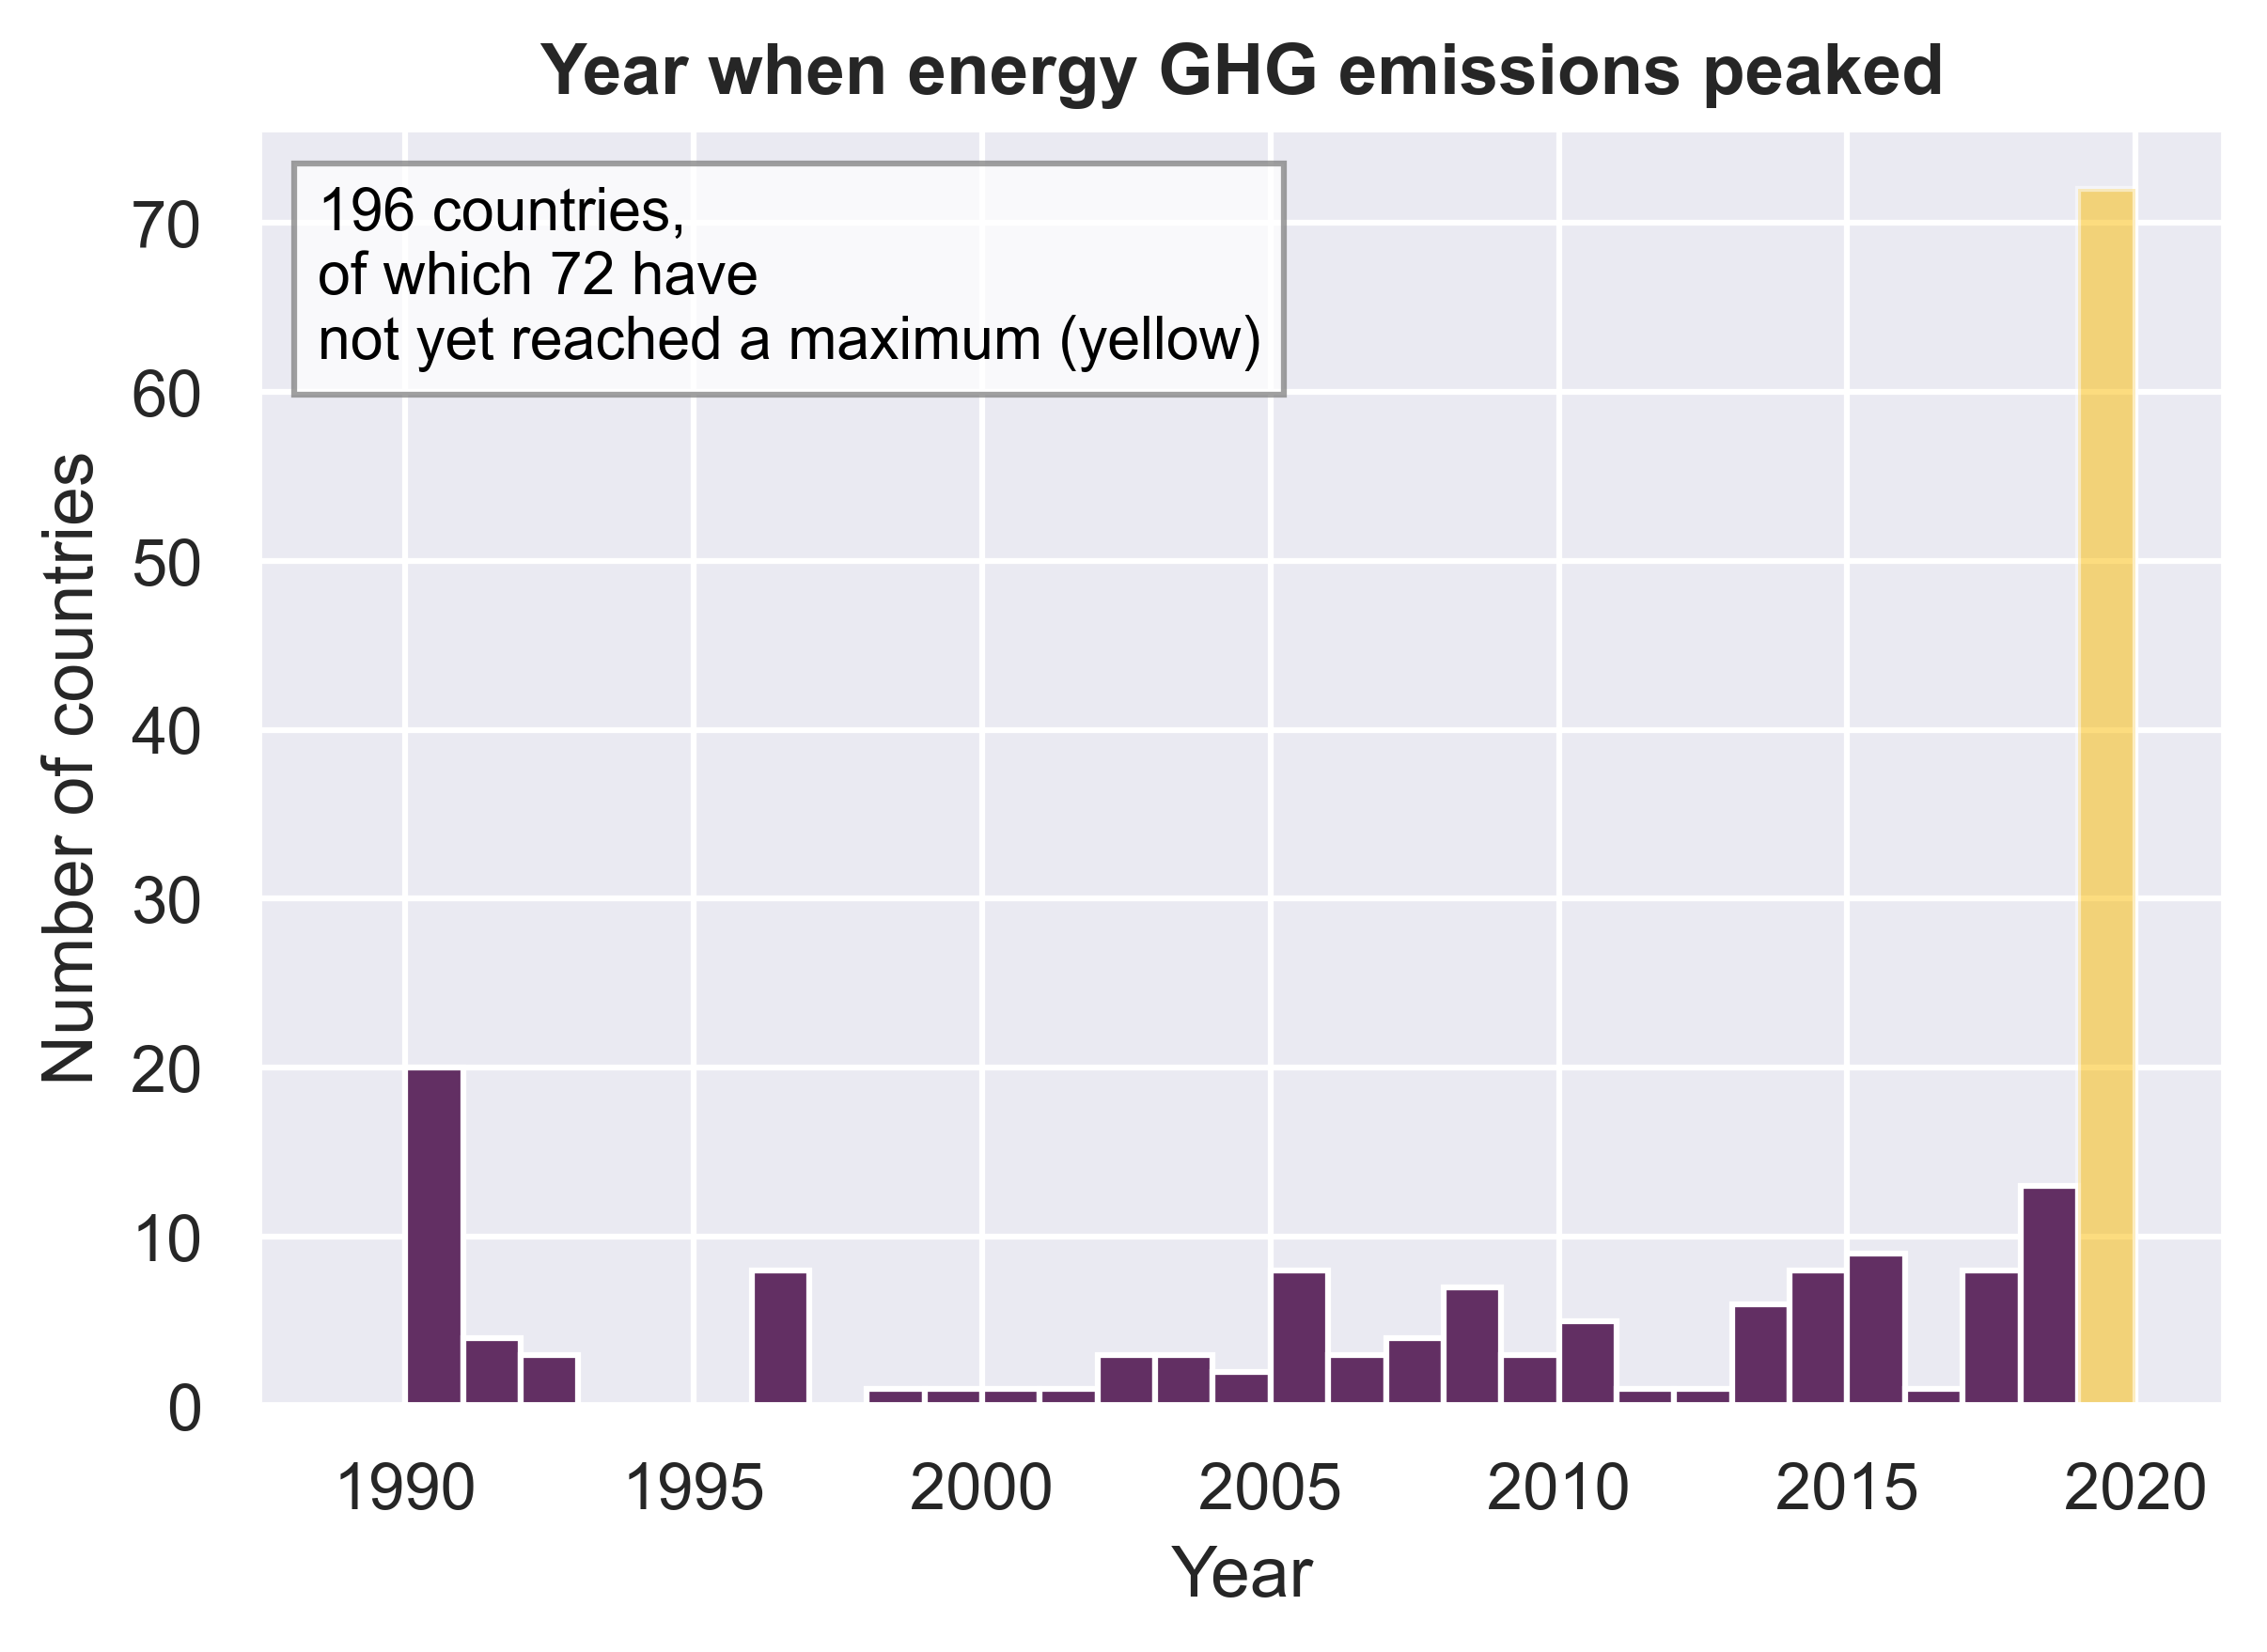 Year when energy GHG emissions peaked
196 countries,
of which 72 have
not yet reached a maximum (yellow)
Number of countries
70
60
50
40
30
20
10
0
1990 1995 2000 2005 2010 2015 2020
Year